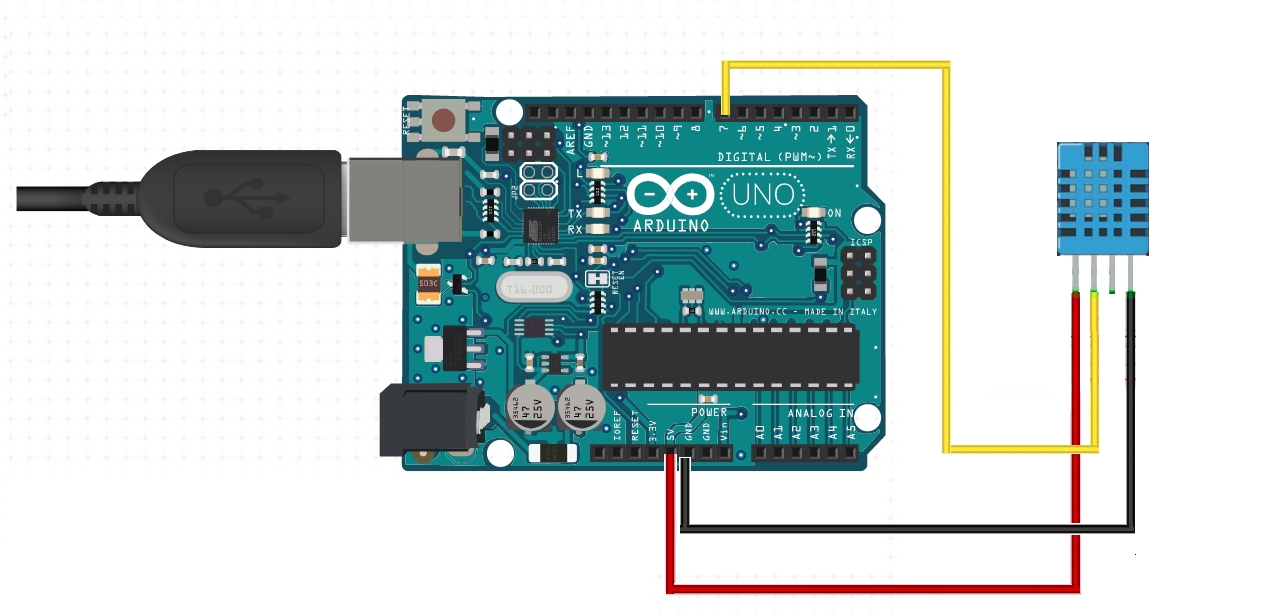 RESET
AREF
GND
~13
12
~11
~10
~9
8
7
~6
~5
4
~3
2
TX→1
RX←0
DIGITAL (PWM~)
JP2
TX
RX
ARDUINO
™
UNO
ON
ICSP
RESET EN
503C
T16.000
WWW.ARDUINO.CC - MADE IN ITALY
47
25V
47
25V
POWER
ANALOG IN
IOREF
RESET
3.3V
5V
GND
GND
Vin
A0
A1
A2
A3
A4
A5